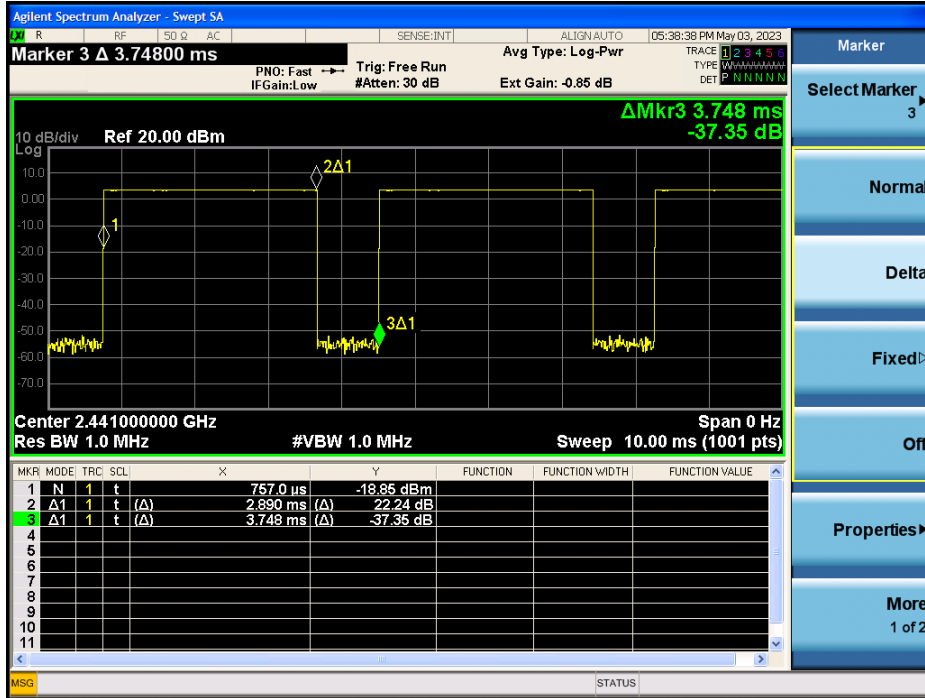 Agilent Spectrum Analyzer - Swept SA
LXI R RF 50 Ω AC SENSE:INT ALIGNAUTO 05:38:38 PM May 03, 2023
Marker 3 Δ 3.74800 ms
PNO: Fast
IFGain:Low
Trig: Free Run
#Atten: 30 dB
Avg Type: Log-Pwr
Ext Gain: -0.85 dB
TRACE 1 2 3 4 5 6
TYPE WWWWWW
DET P N N N N N
ΔMkr3 3.748 ms
-37.35 dB
10 dB/div Ref 20.00 dBm
Log
10.0
0.00
-10.0
-20.0
-30.0
-40.0
-50.0
-60.0
-70.0
1
2Δ1
3Δ1
Center 2.441000000 GHz Span 0 Hz
Res BW 1.0 MHz #VBW 1.0 MHz Sweep 10.00 ms (1001 pts)
MKR MODE TRC SCL X Y FUNCTION FUNCTION WIDTH FUNCTION VALUE
1 N 1 t 757.0 µs -18.85 dBm
2 Δ1 1 t (Δ) 2.890 ms (Δ) 22.24 dB
3 Δ1 1 t (Δ) 3.748 ms (Δ) -37.35 dB
4
5
6
7
8
9
10
11
MSG STATUS
Marker
Select Marker
3
Normal
Delta
Fixed
Off
Properties
More
1 of 2